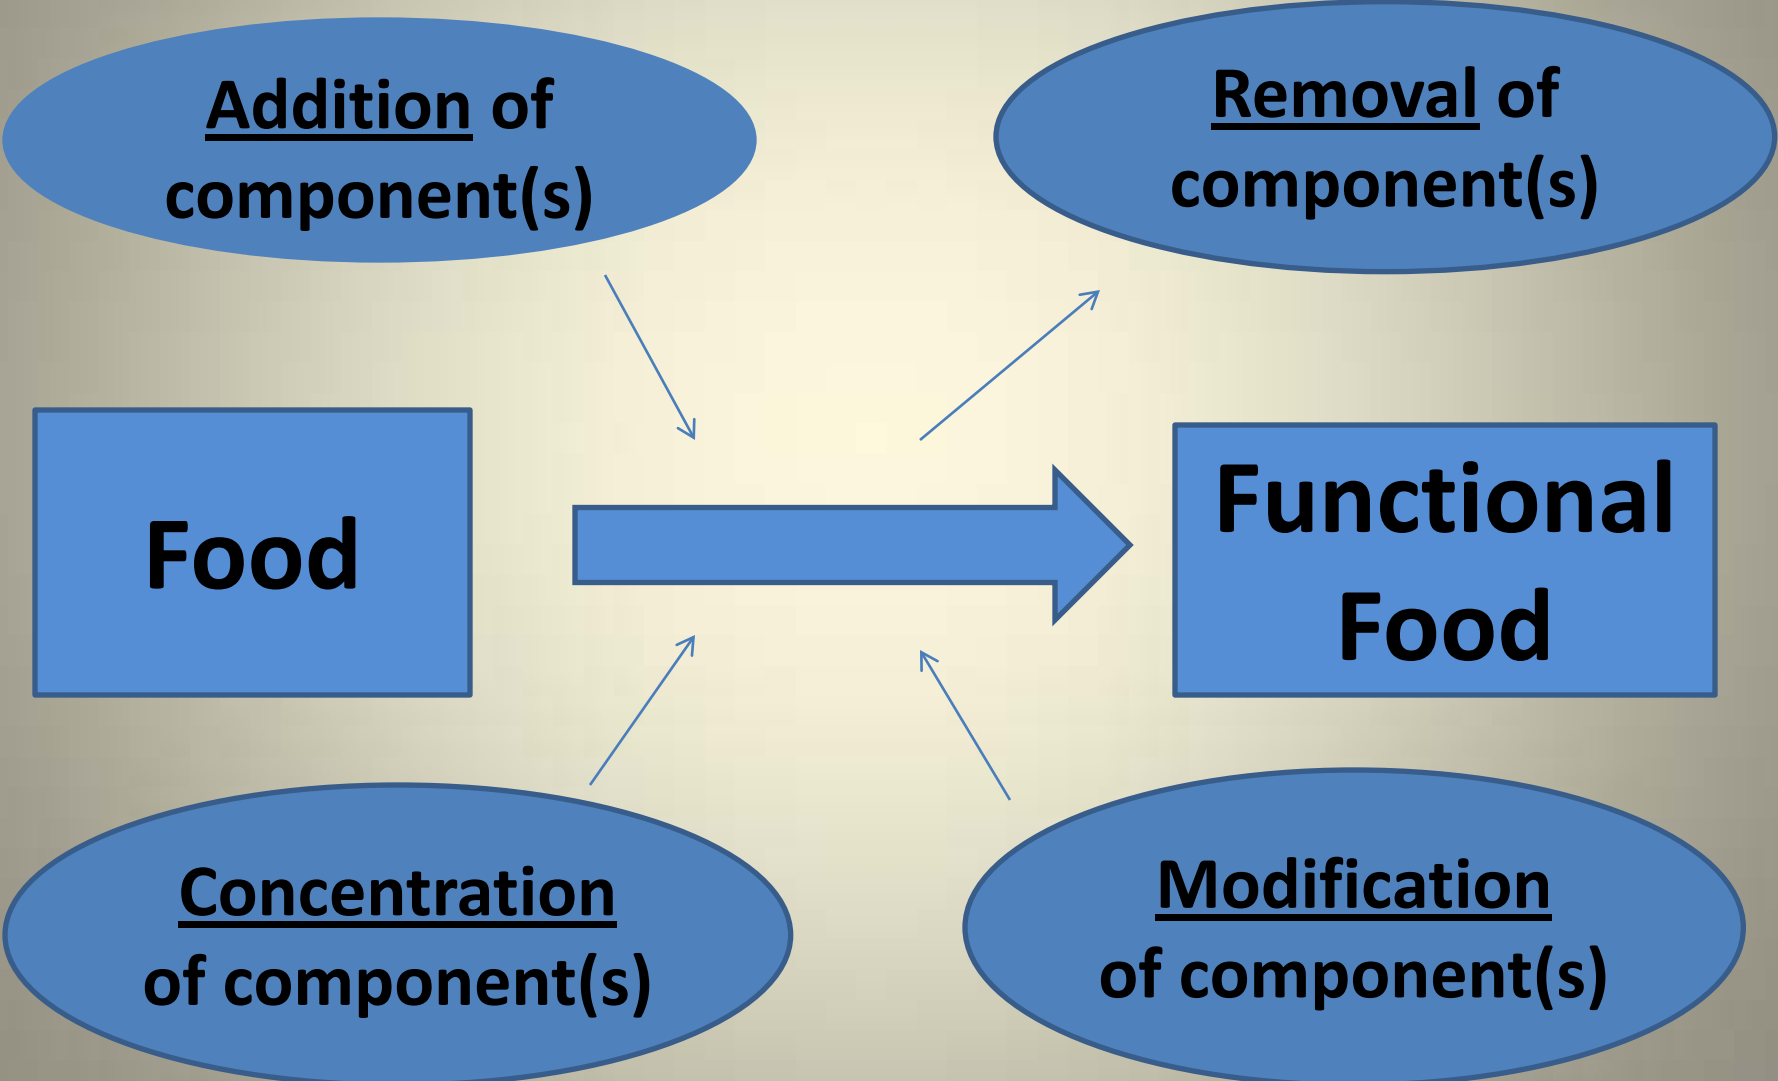 Addition of
component(s)
Removal of
component(s)
Food
Functional
Food
Concentration
of component(s)
Modification
of component(s)